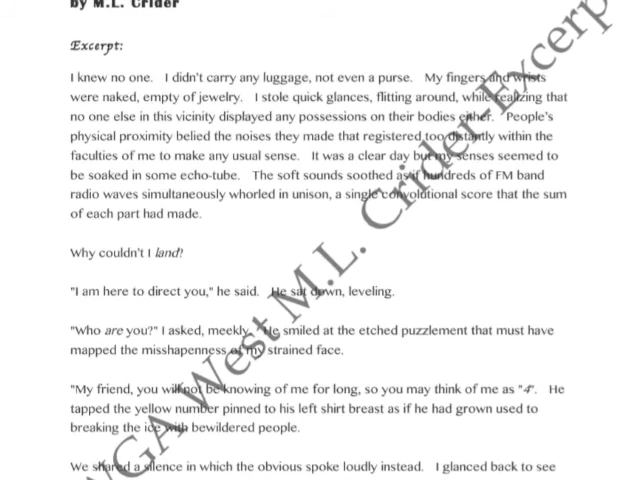 by M.L. Crider
Excerpt:
I knew no one. I didn't carry any luggage, not even a purse. My fingers and wrists
were naked, empty of jewelry. I stole quick glances, flitting around, while realizing that
no one else in this vicinity displayed any possessions on their bodies either. People's
physical proximity belied the noises they made that registered too distantly within the
faculties of me to make any usual sense. It was a clear day but my senses seemed to
be soaked in some echo-tube. The soft sounds soothed as if hundreds of FM band
radio waves simultaneously whorled in unison, a single convolutional score that the sum
of each part had made.
Why couldn't I land?
"I am here to direct you," he said. He sat down, leveling.
"Who are you?" I asked, meekly. He smiled at the etched puzzlement that must have
mapped the misshapenness of my strained face.
"My friend, you will not be knowing of me for long, so you may think of me as "4". He
tapped the yellow number pinned to his left shirt breast as if he had grown used to
breaking the ice with bewildered people.
We shared a silence in which the obvious spoke loudly instead. I glanced back to see
WGA West M.L. Crider-Excerp